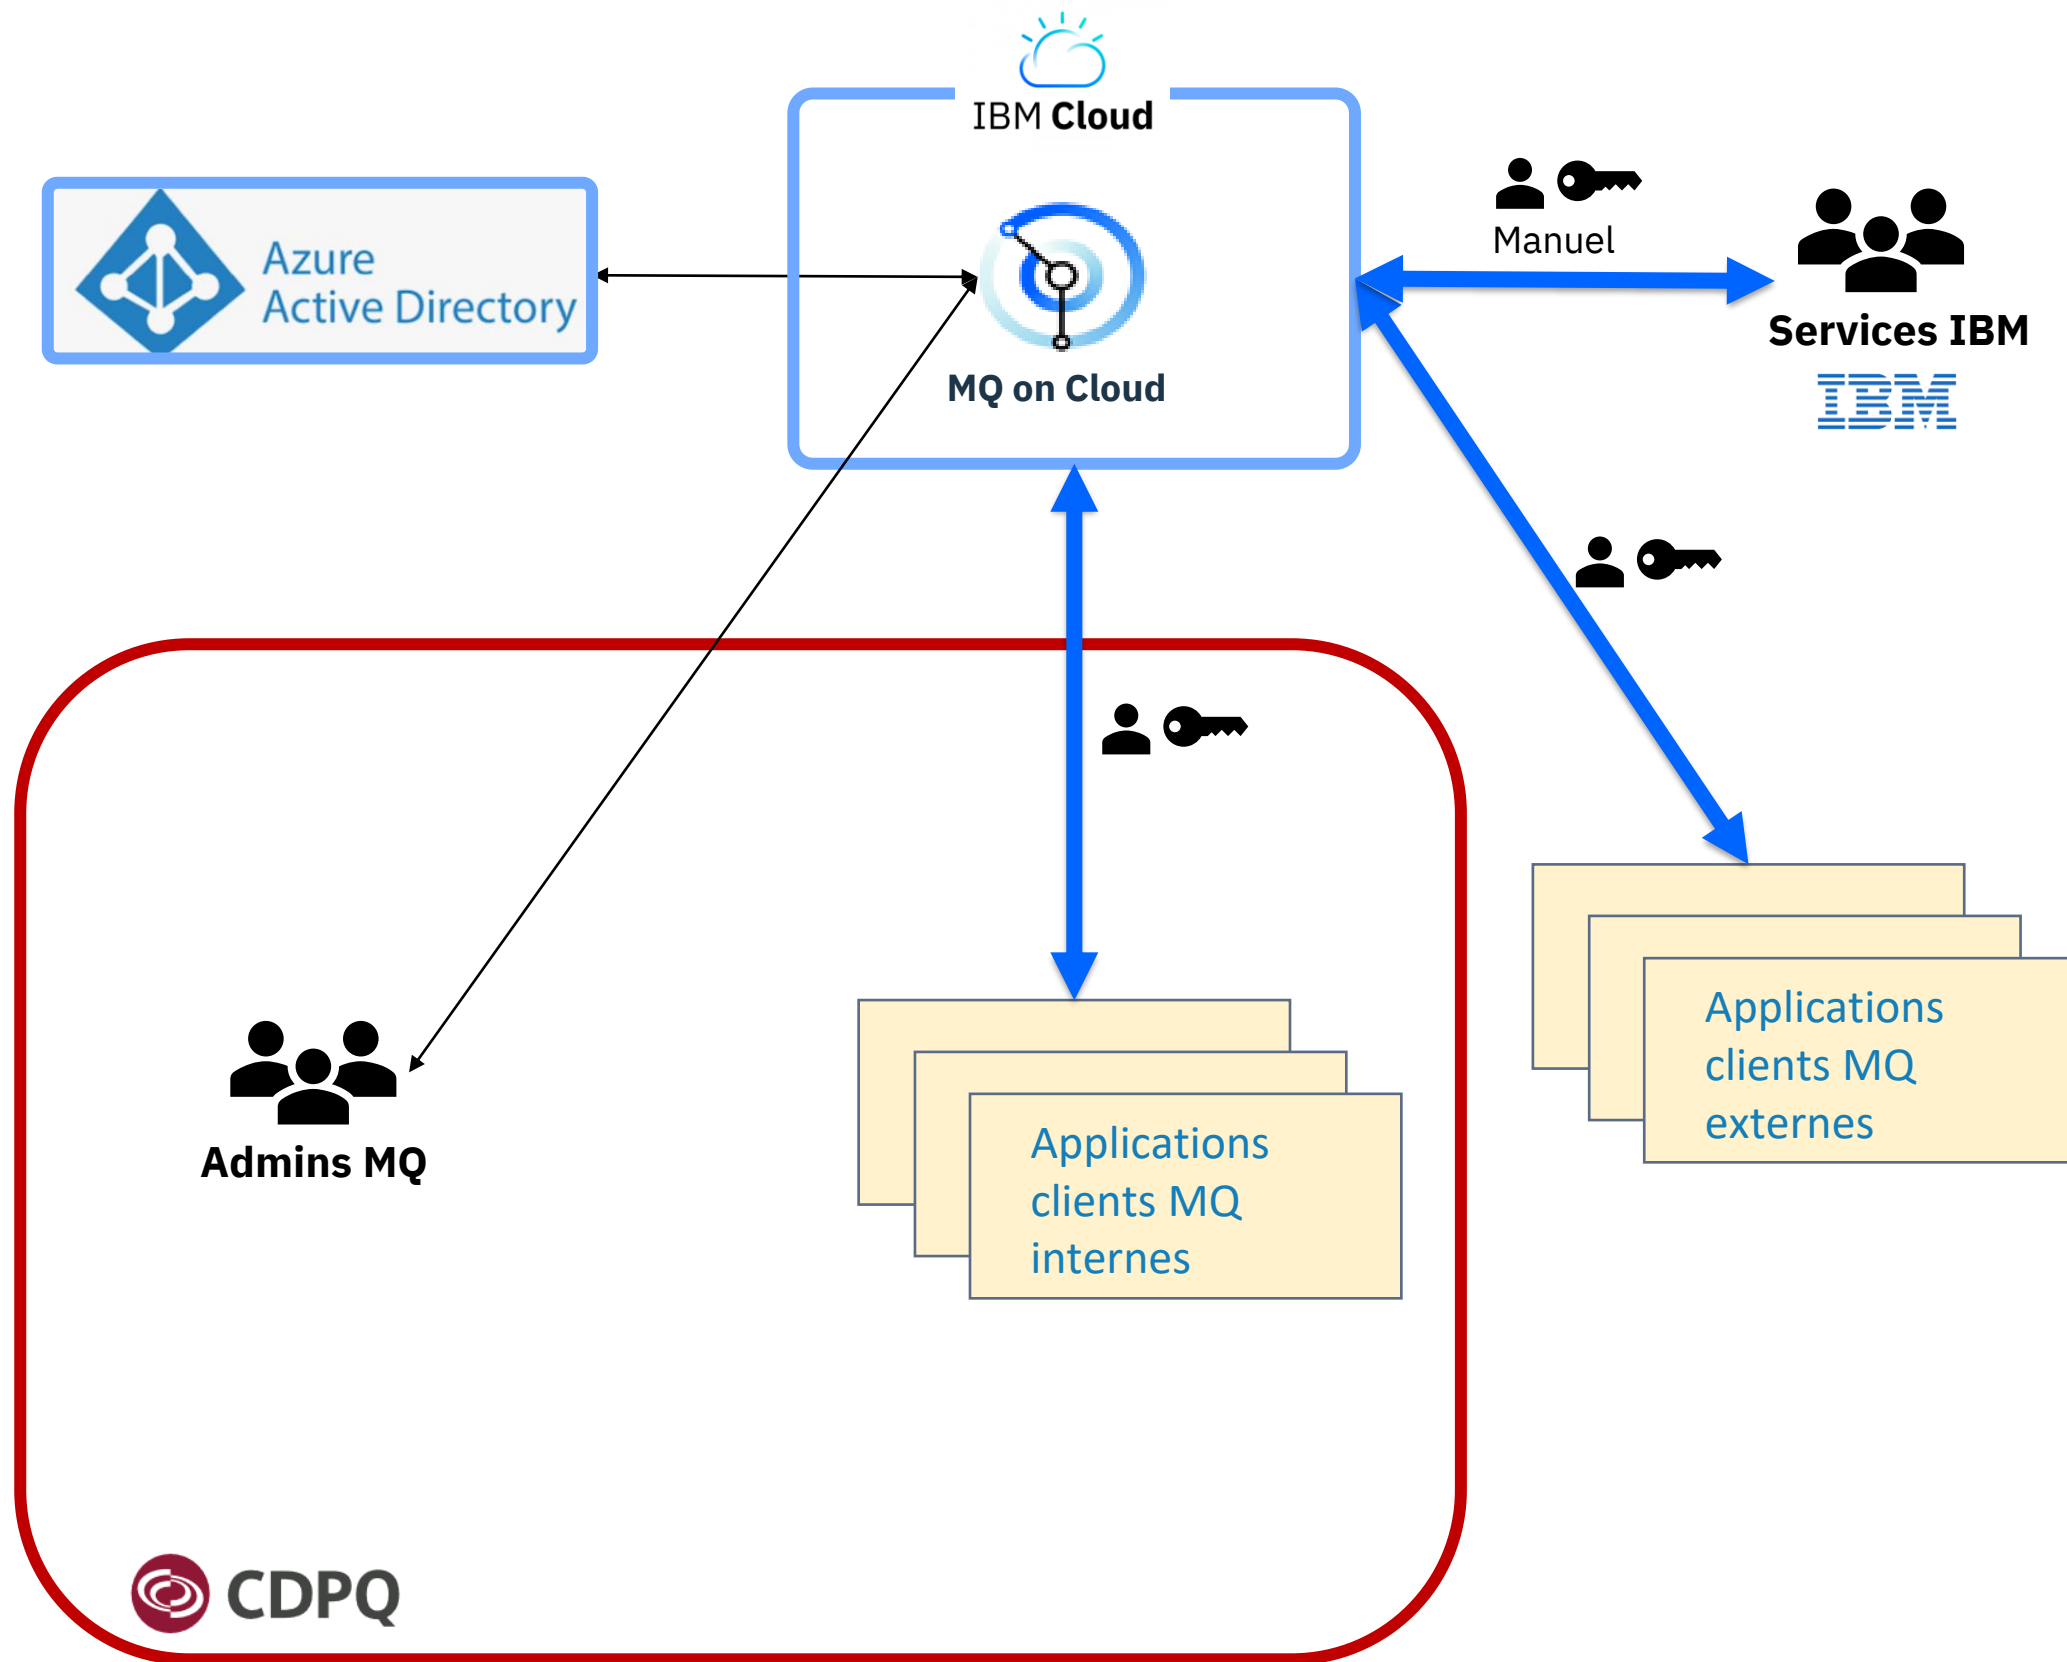 IBM Cloud
Azure
Active Directory
MQ on Cloud
Manuel
Services IBM
IBM
Applications
clients MQ
externes
Admins MQ
Applications
clients MQ
internes
CDPQ